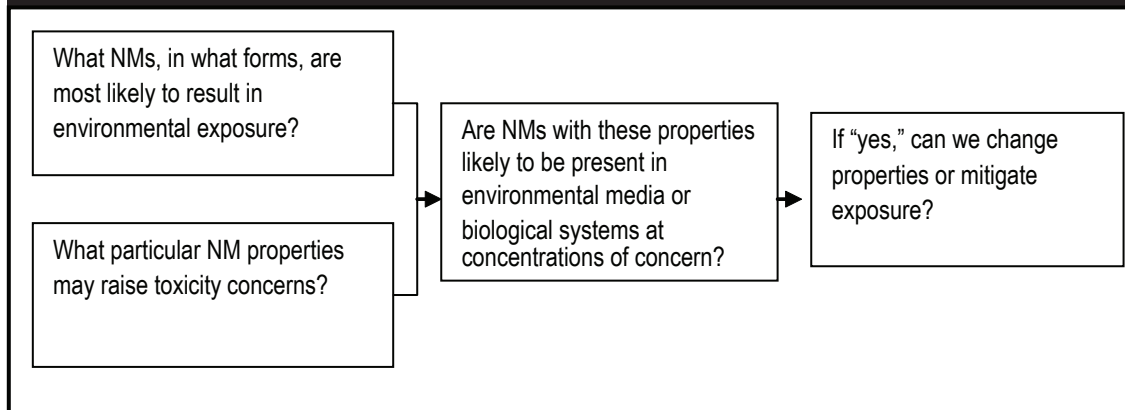 What NMs, in what forms, are
most likely to result in
environmental exposure?
What particular NM properties
may raise toxicity concerns?
Are NMs with these properties
likely to be present in
environmental media or
biological systems at
concentrations of concern?
If “yes,” can we change
properties or mitigate
exposure?